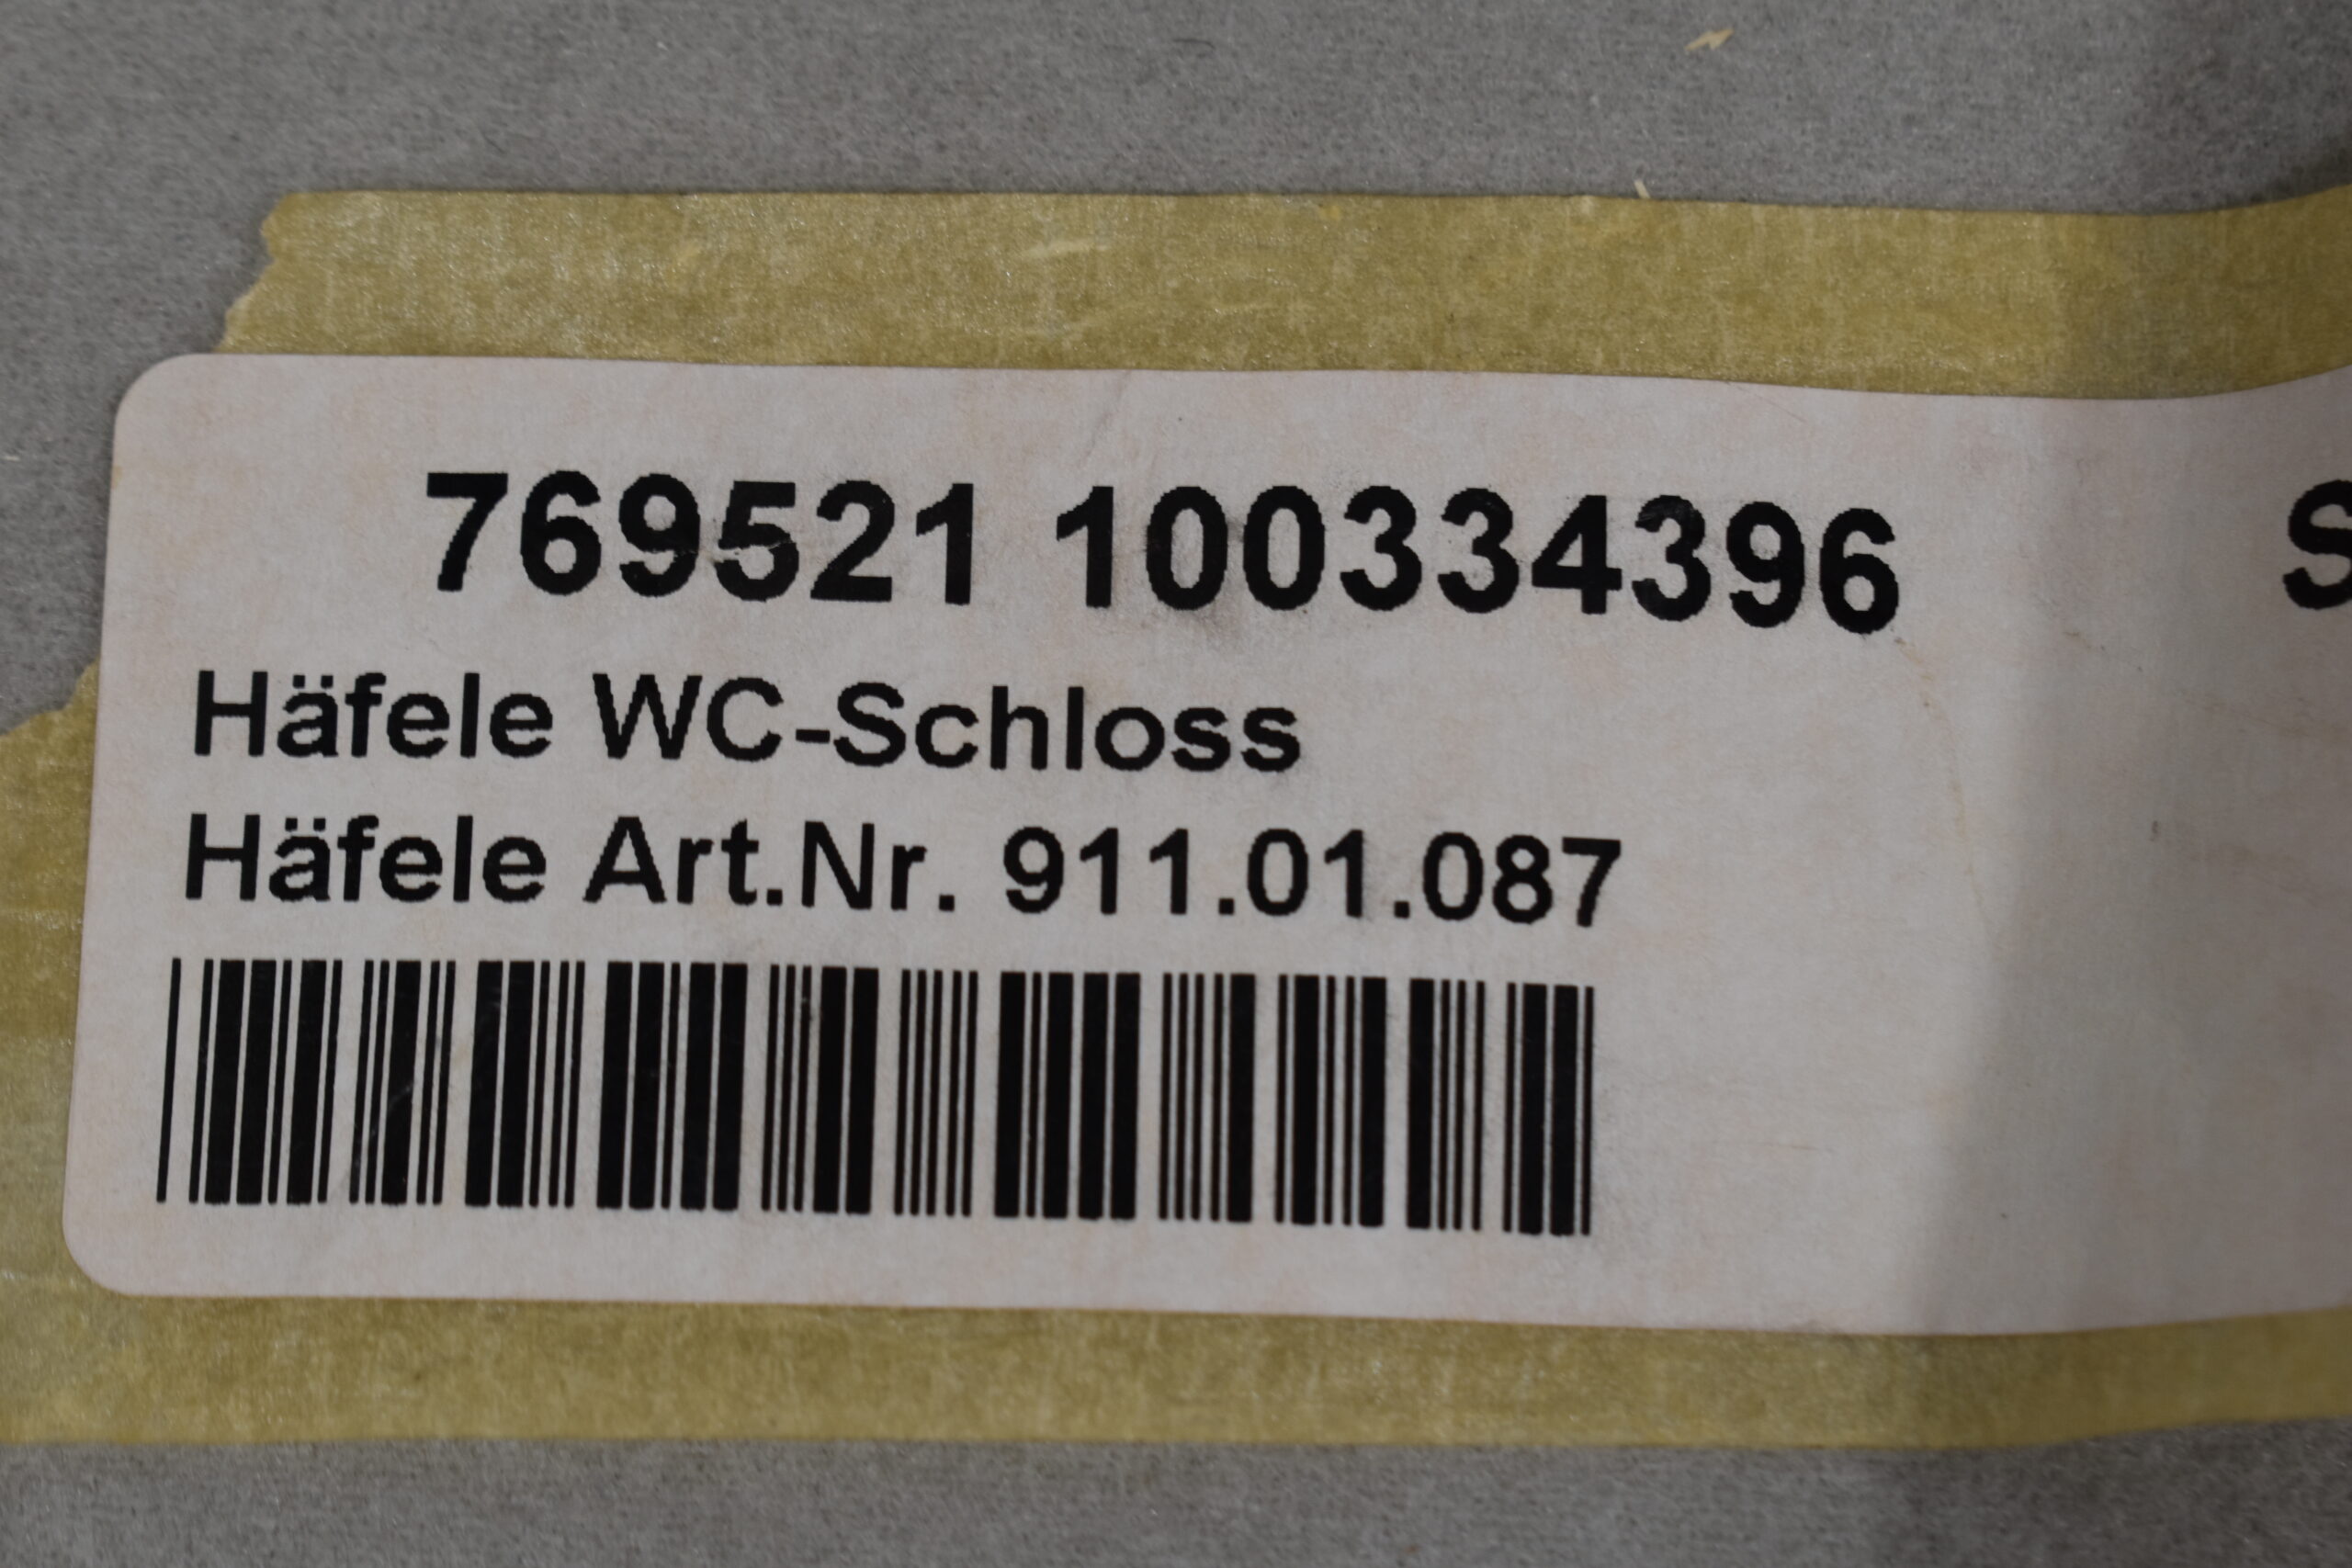 769521 100334396
Häfele WC-Schloss
Häfele Art.Nr. 911.01.087